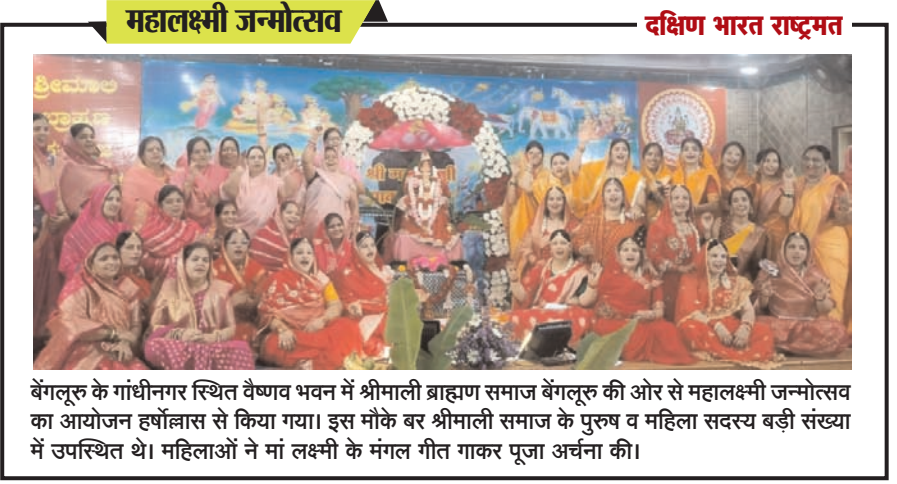 महालक्ष्मी जन्मोत्सव
दक्षिण भारत राष्ट्रमत
श्रीमाली
ब्राह्मण
बेंगलूरु के गांधीनगर स्थित वैष्णव भवन में श्रीमाली ब्राह्मण समाज बेंगलूरु की ओर से महालक्ष्मी जन्मोत्सव
का आयोजन हर्षोल्लास से किया गया। इस मौके बर श्रीमाली समाज के पुरुष व महिला सदस्य बड़ी संख्या
में उपस्थित थे। महिलाओं ने मां लक्ष्मी के मंगल गीत गाकर पूजा अर्चना की।